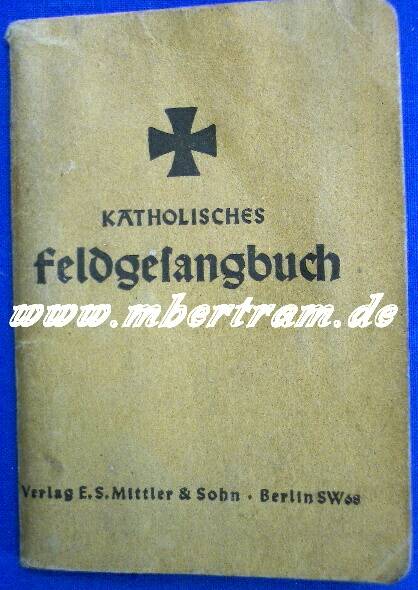 KATHOLISCHES
Feldgesangbuch
www.mbertram.de
Verlag E.S. Mittler & Sohn · Berlin SW68